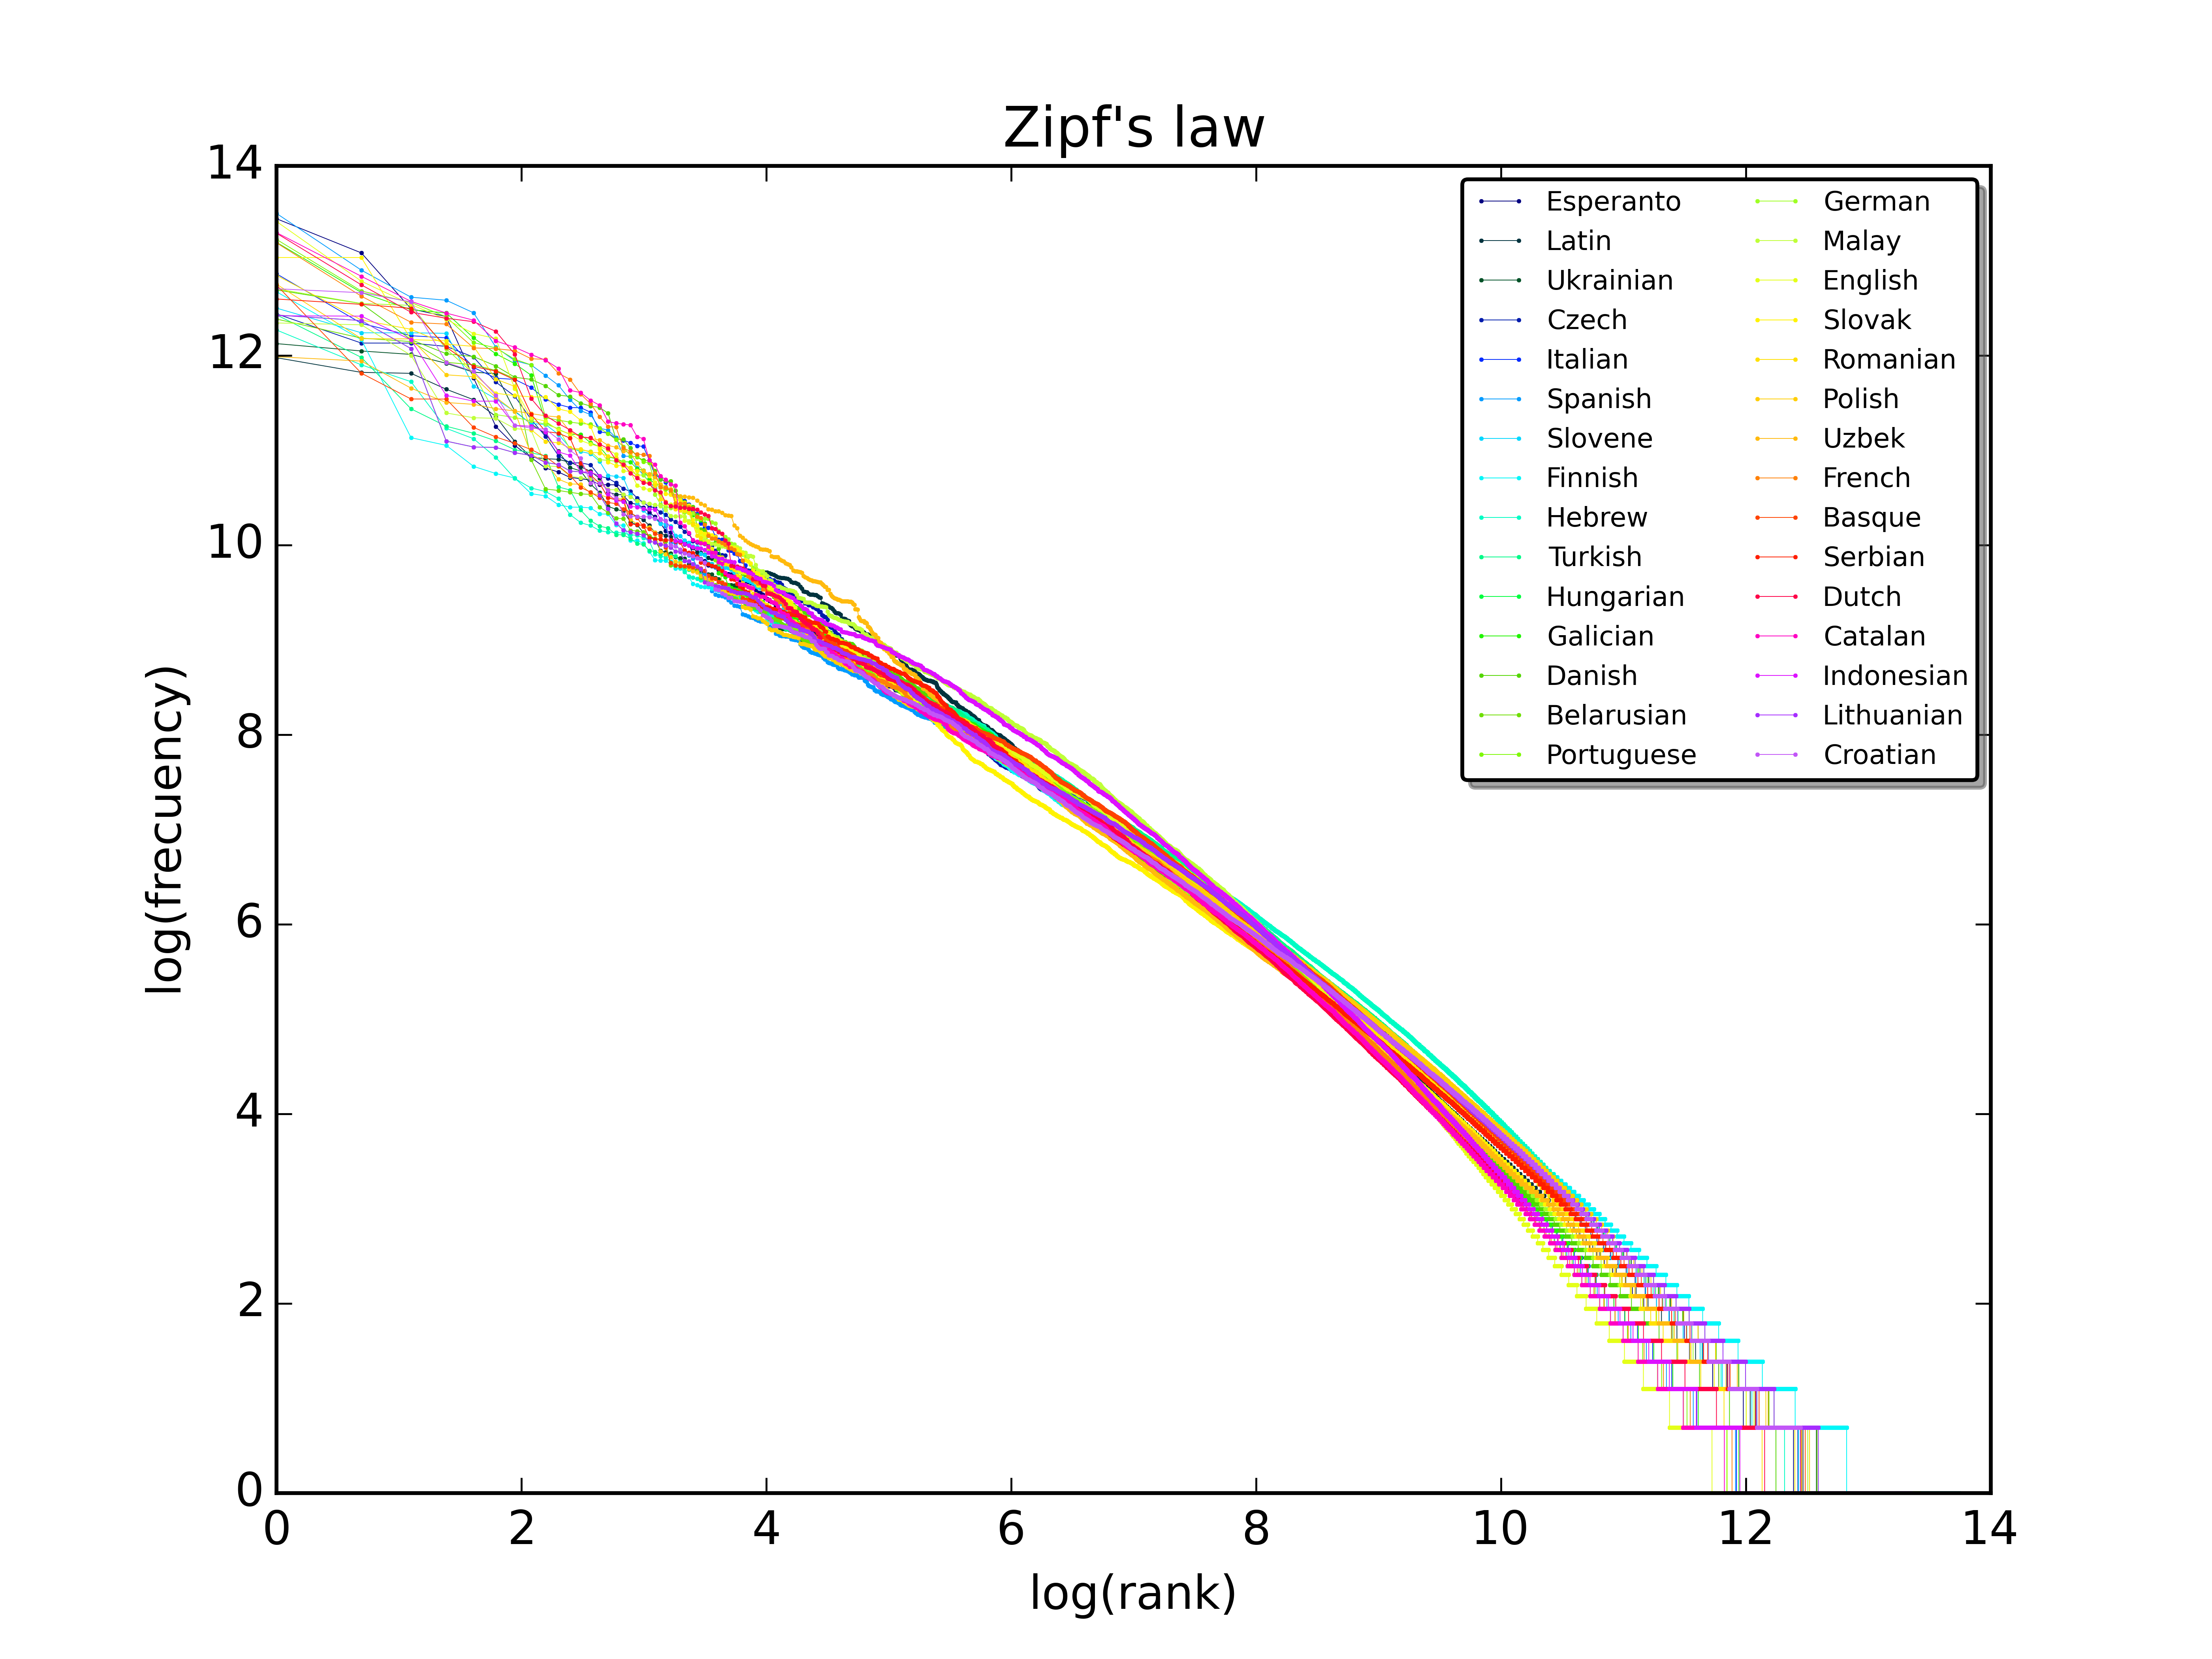 Zipf's law
14
12
10
8
6
4
2
0
log(frecuency)
0 2 4 6 8 10 12 14
log(rank)
Esperanto
Latin
Ukrainian
Czech
Italian
Spanish
Slovene
Finnish
Hebrew
Turkish
Hungarian
Galician
Danish
Belarusian
Portuguese
German
Malay
English
Slovak
Romanian
Polish
Uzbek
French
Basque
Serbian
Dutch
Catalan
Indonesian
Lithuanian
Croatian